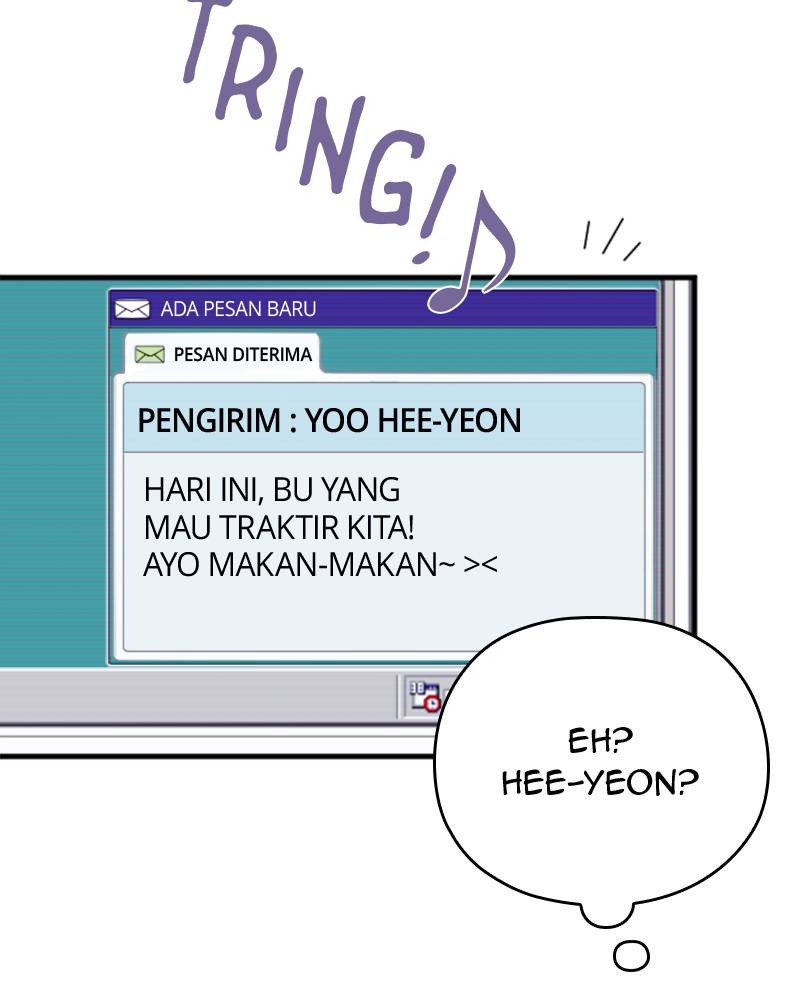 TRING!
ADA PESAN BARU
PESAN DITERIMA
PENGIRIM : YOO HEE-YEON
HARI INI, BU YANG
MAU TRAKTIR KITA!
AYO MAKAN-MAKAN~ ><
EH?
HEE-YEON?